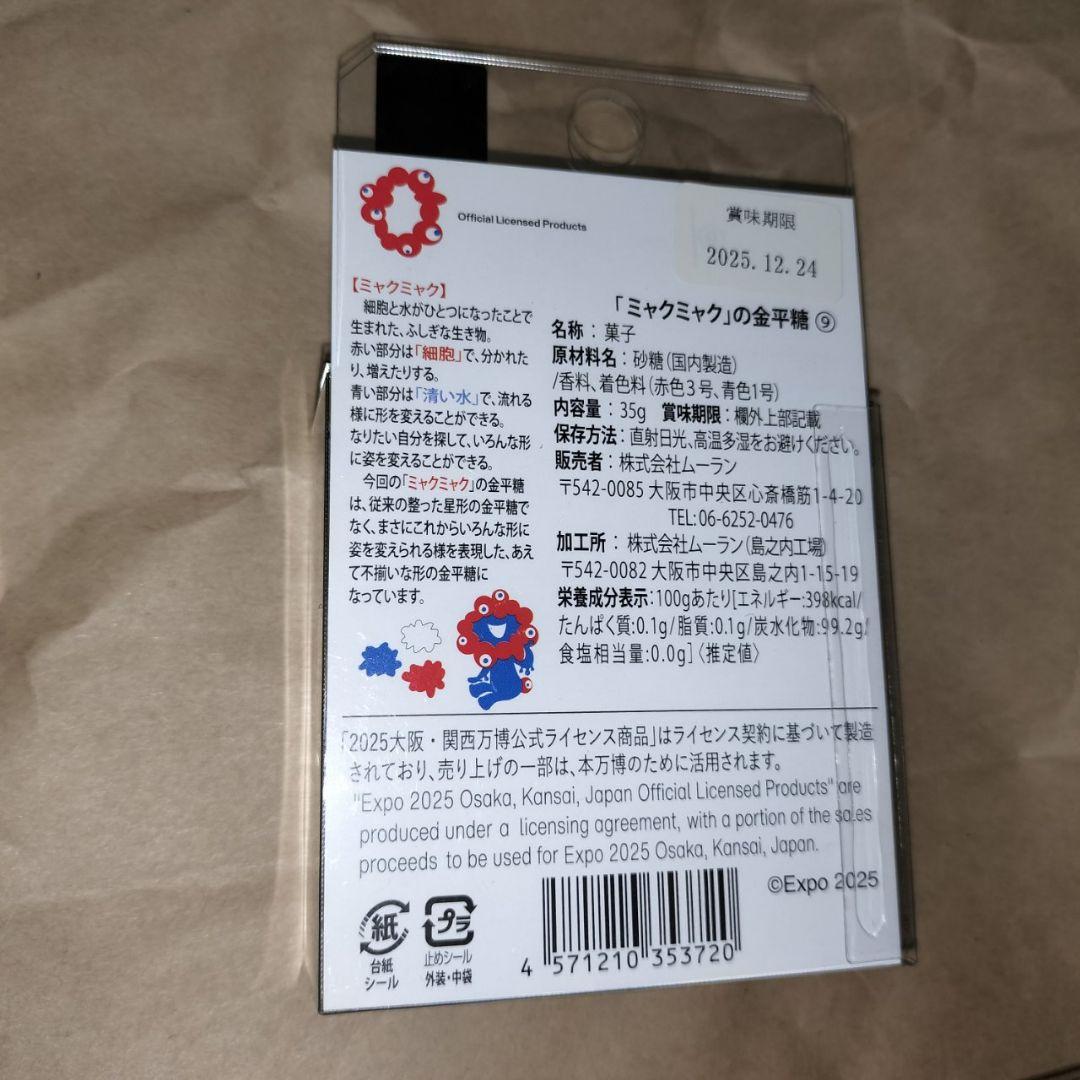 Official Licensed Products
賞味期限
2025.12.24
【ミャクミャク】
細胞と水がひとつになったことで
生まれた、ふしぎな生き物。
赤い部分は「細胞」で、分かれた
り、増えたりする。
青い部分は「清い水」で、流れる
様に形を変えることができる。
なりたい自分を探して、いろんな形
に姿を変えることができる。
今回の「ミャクミャク」の金平糖
は、従来の整った星形の金平糖で
なく、まさにこれからいろんな形に
姿を変えられる様を表現した、あえ
て不揃いな形の金平糖に
なっています。
「ミャクミャク」の金平糖 ⑨
名称：菓子
原材料名：砂糖(国内製造)
/香料、着色料(赤色3号、青色1号)
内容量：35g 賞味期限：欄外上部記載
保存方法：直射日光、高温多湿をお避けください。
販売者：株式会社ムーラン
〒542-0085 大阪市中央区心斎橋筋1-4-20
TEL:06-6252-0476
加工所：株式会社ムーラン(島之内工場)
〒542-0082 大阪市中央区島之内1-15-19
栄養成分表示:100gあたり[エネルギー:398kcal/
たんぱく質:0.1g/脂質:0.1g/炭水化物:99.2g/
食塩相当量:0.0g]〈推定値〉
「2025大阪・関西万博公式ライセンス商品」はライセンス契約に基づいて製造
されており、売り上げの一部は、本万博のために活用されます。
"Expo 2025 Osaka, Kansai, Japan Official Licensed Products" are
produced under a licensing agreement, with a portion of the sales
proceeds to be used for Expo 2025 Osaka, Kansai, Japan.
©Expo 2025
紙
台紙
シール
プラ
止めシール
外装・中袋
4 571210 353720